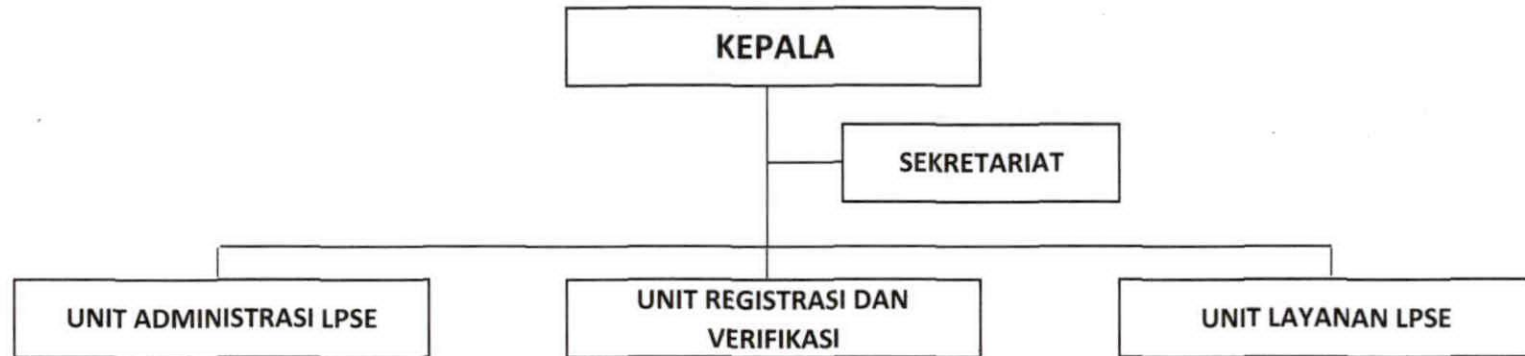 KEPALA
SEKRETARIAT
UNIT ADMINISTRASI LPSE
UNIT REGISTRASI DAN
VERIFIKASI
UNIT LAYANAN LPSE